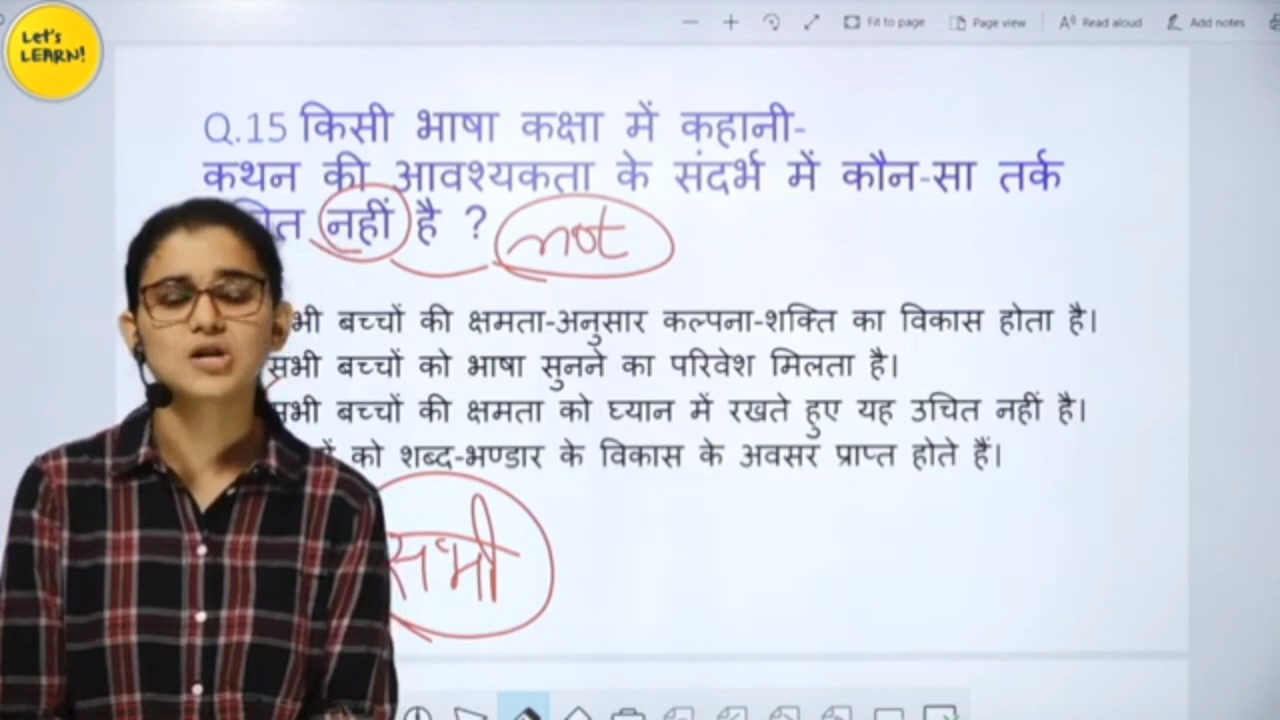 Let's
LEARN!
Fit to page
Page view
Read aloud
Add notes
Q.15 किसी भाषा कक्षा में कहानी-
कथन की आवश्यकता के संदर्भ में कौन-सा तर्क
नहीं है ? not
बच्चों की क्षमता-अनुसार कल्पना-शक्ति का विकास होता है।
सभी बच्चों को भाषा सुनने का परिवेश मिलता है।
सभी बच्चों की क्षमता को घ्यान में रखते हुए यह उचित नहीं है।
को शब्द-भण्डार के विकास के अवसर प्राप्त होते हैं।
सभी